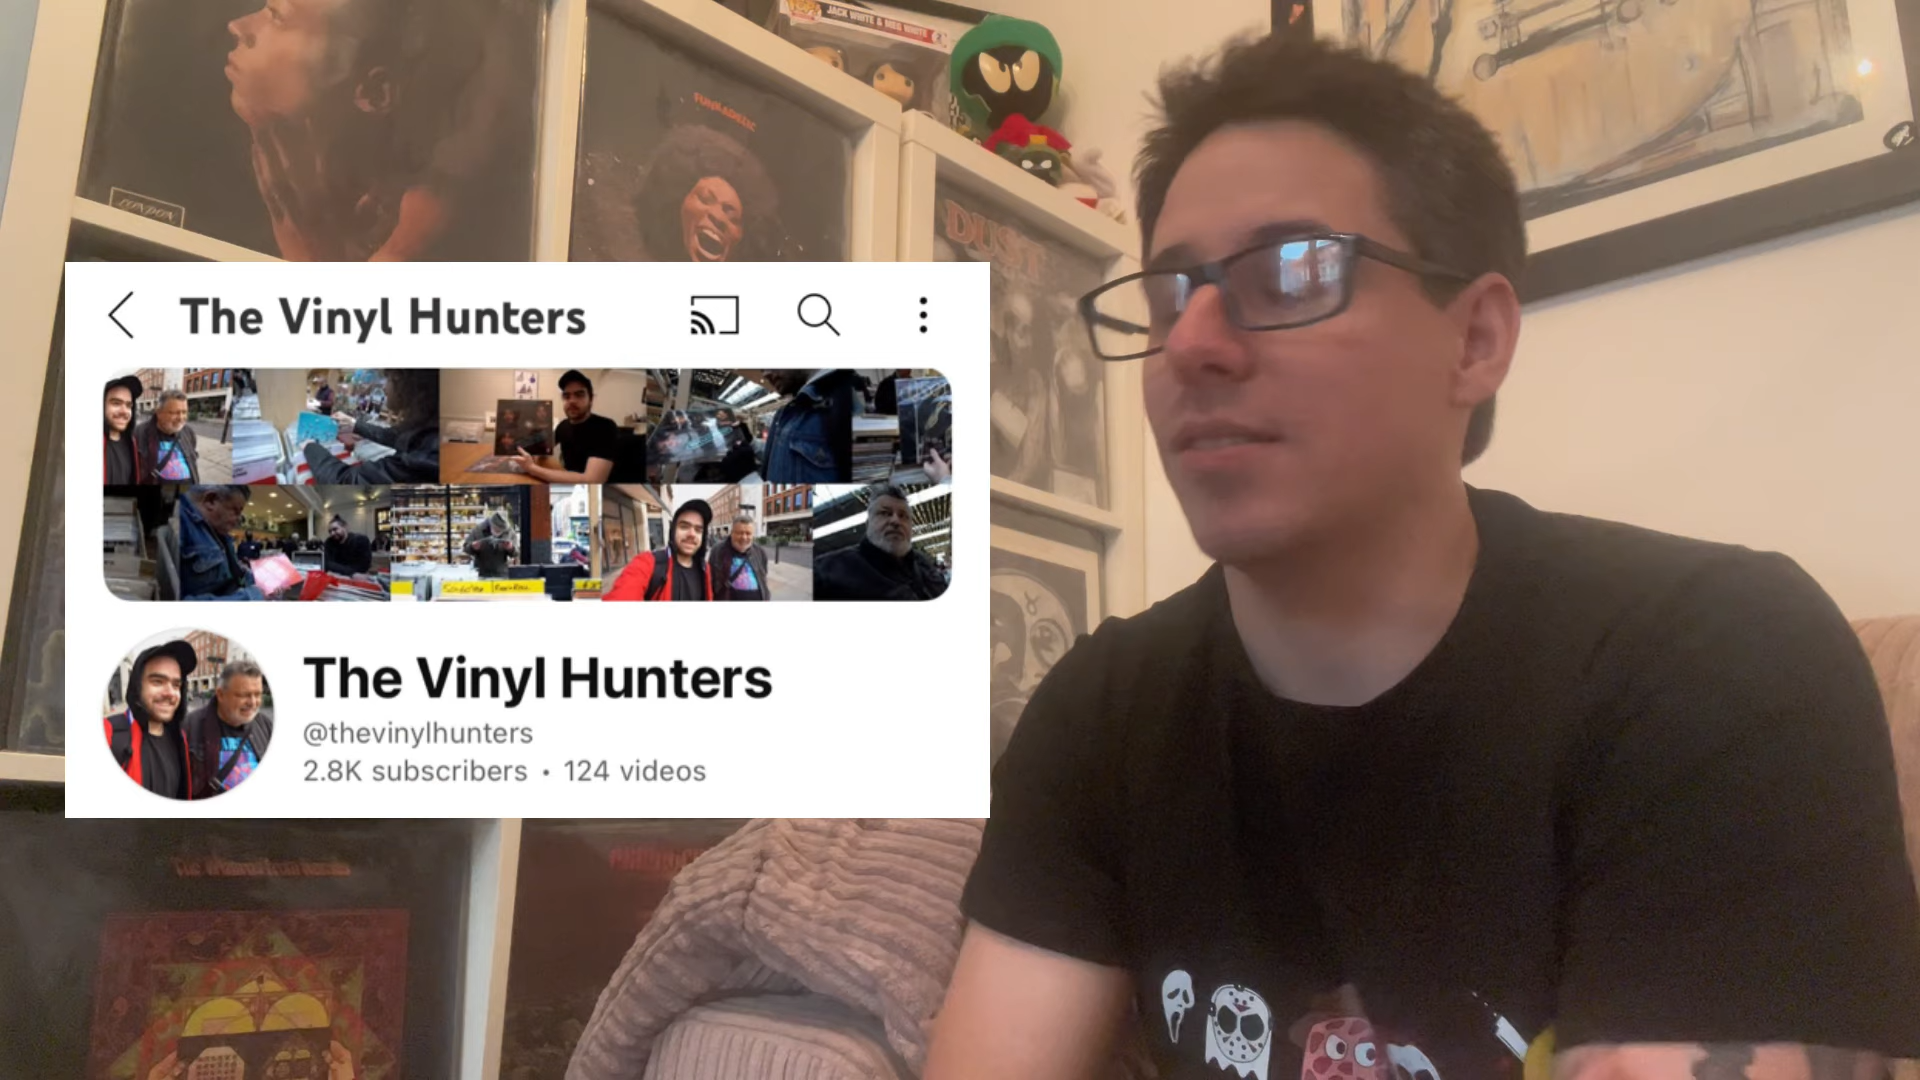 JACK WHITE & MEG WHITE
FUNKADELIC
LONDON
DUST
The Vinyl Hunters
The Vinyl Hunters
@thevinylhunters
2.8K subscribers • 124 videos